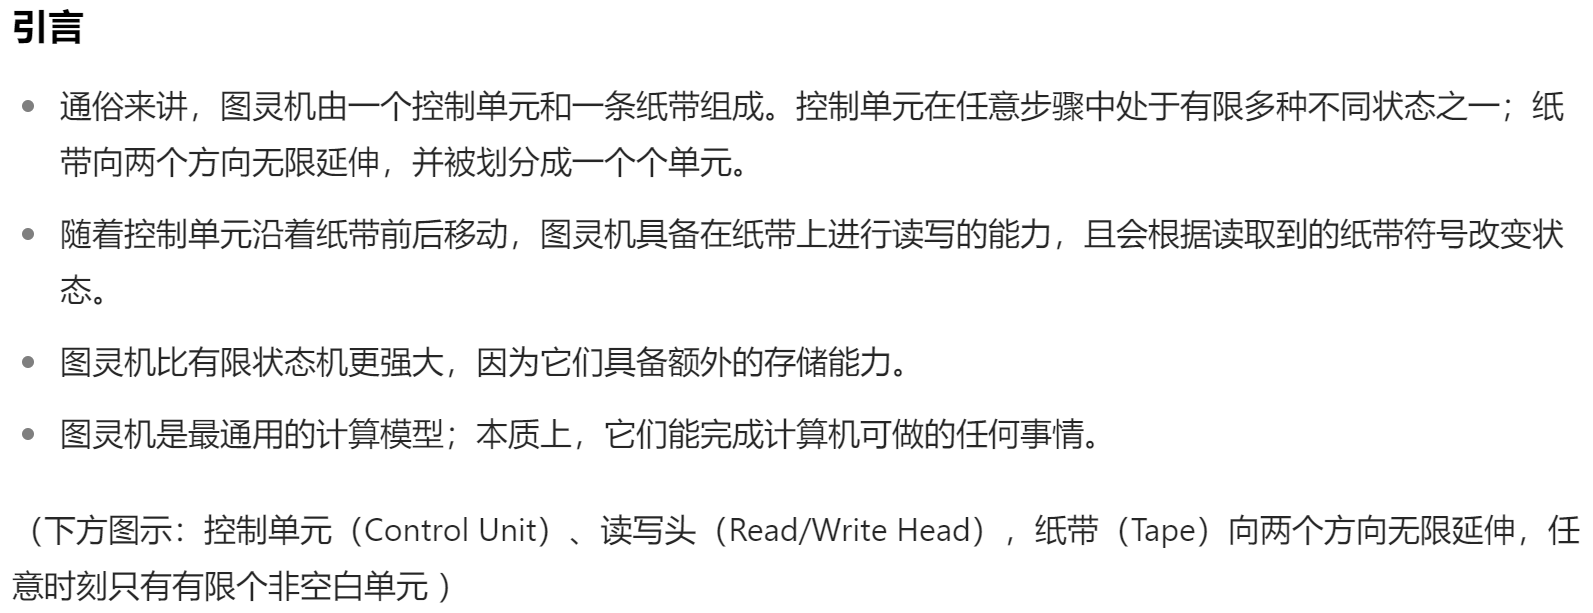 引言
通俗来讲，图灵机由一个控制单元和一条纸带组成。控制单元在任意步骤中处于有限多种不同状态之一；纸
带向两个方向无限延伸，并被划分成一个个单元。
随着控制单元沿着纸带前后移动，图灵机具备在纸带上进行读写的能力，且会根据读取到的纸带符号改变状
态。
图灵机比有限状态机更强大，因为它们具备额外的存储能力。
图灵机是最通用的计算模型；本质上，它们能完成计算机可做的任何事情。
（下方图示：控制单元（Control Unit）、读写头（Read/Write Head），纸带（Tape）向两个方向无限延伸，任
意时刻只有有限个非空白单元 ）